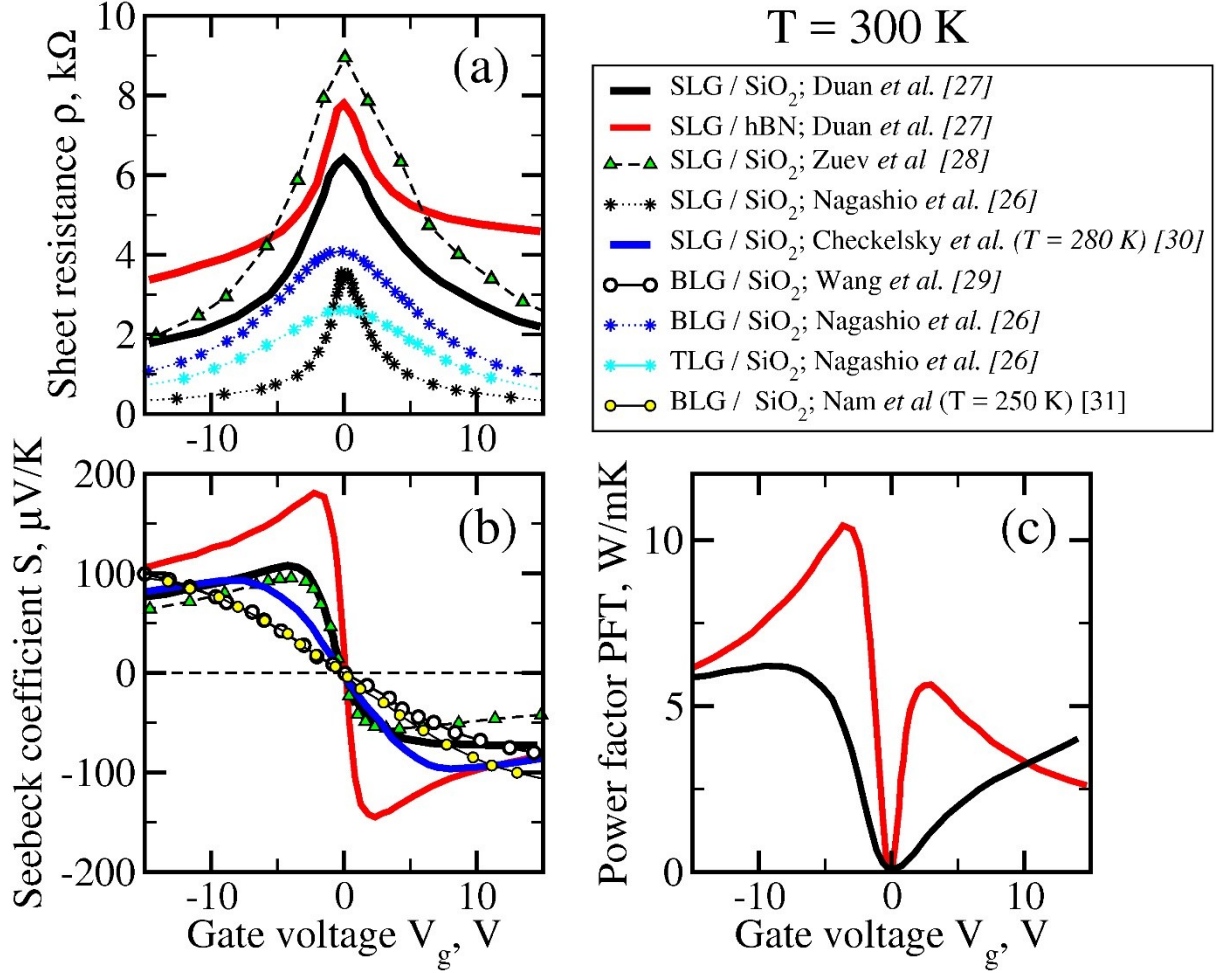 T = 300 K
10
8
6
4
2
0
Sheet resistance ρ, kΩ
(a)
-10
0
10
SLG / SiO₂; Duan et al. [27]
SLG / hBN; Duan et al. [27]
SLG / SiO₂; Zuev et al [28]
SLG / SiO₂; Nagashio et al. [26]
SLG / SiO₂; Checkelsky et al. (T = 280 K) [30]
BLG / SiO₂; Wang et al. [29]
BLG / SiO₂; Nagashio et al. [26]
TLG / SiO₂; Nagashio et al. [26]
BLG / SiO₂; Nam et al (T = 250 K) [31]
200
100
0
-100
-200
Seebeck coefficient S, μV/K
(b)
-10
0
10
Gate voltage V_g, V
10
5
0
Power factor PFT, W/mK
(c)
-10
0
10
Gate voltage V_g, V